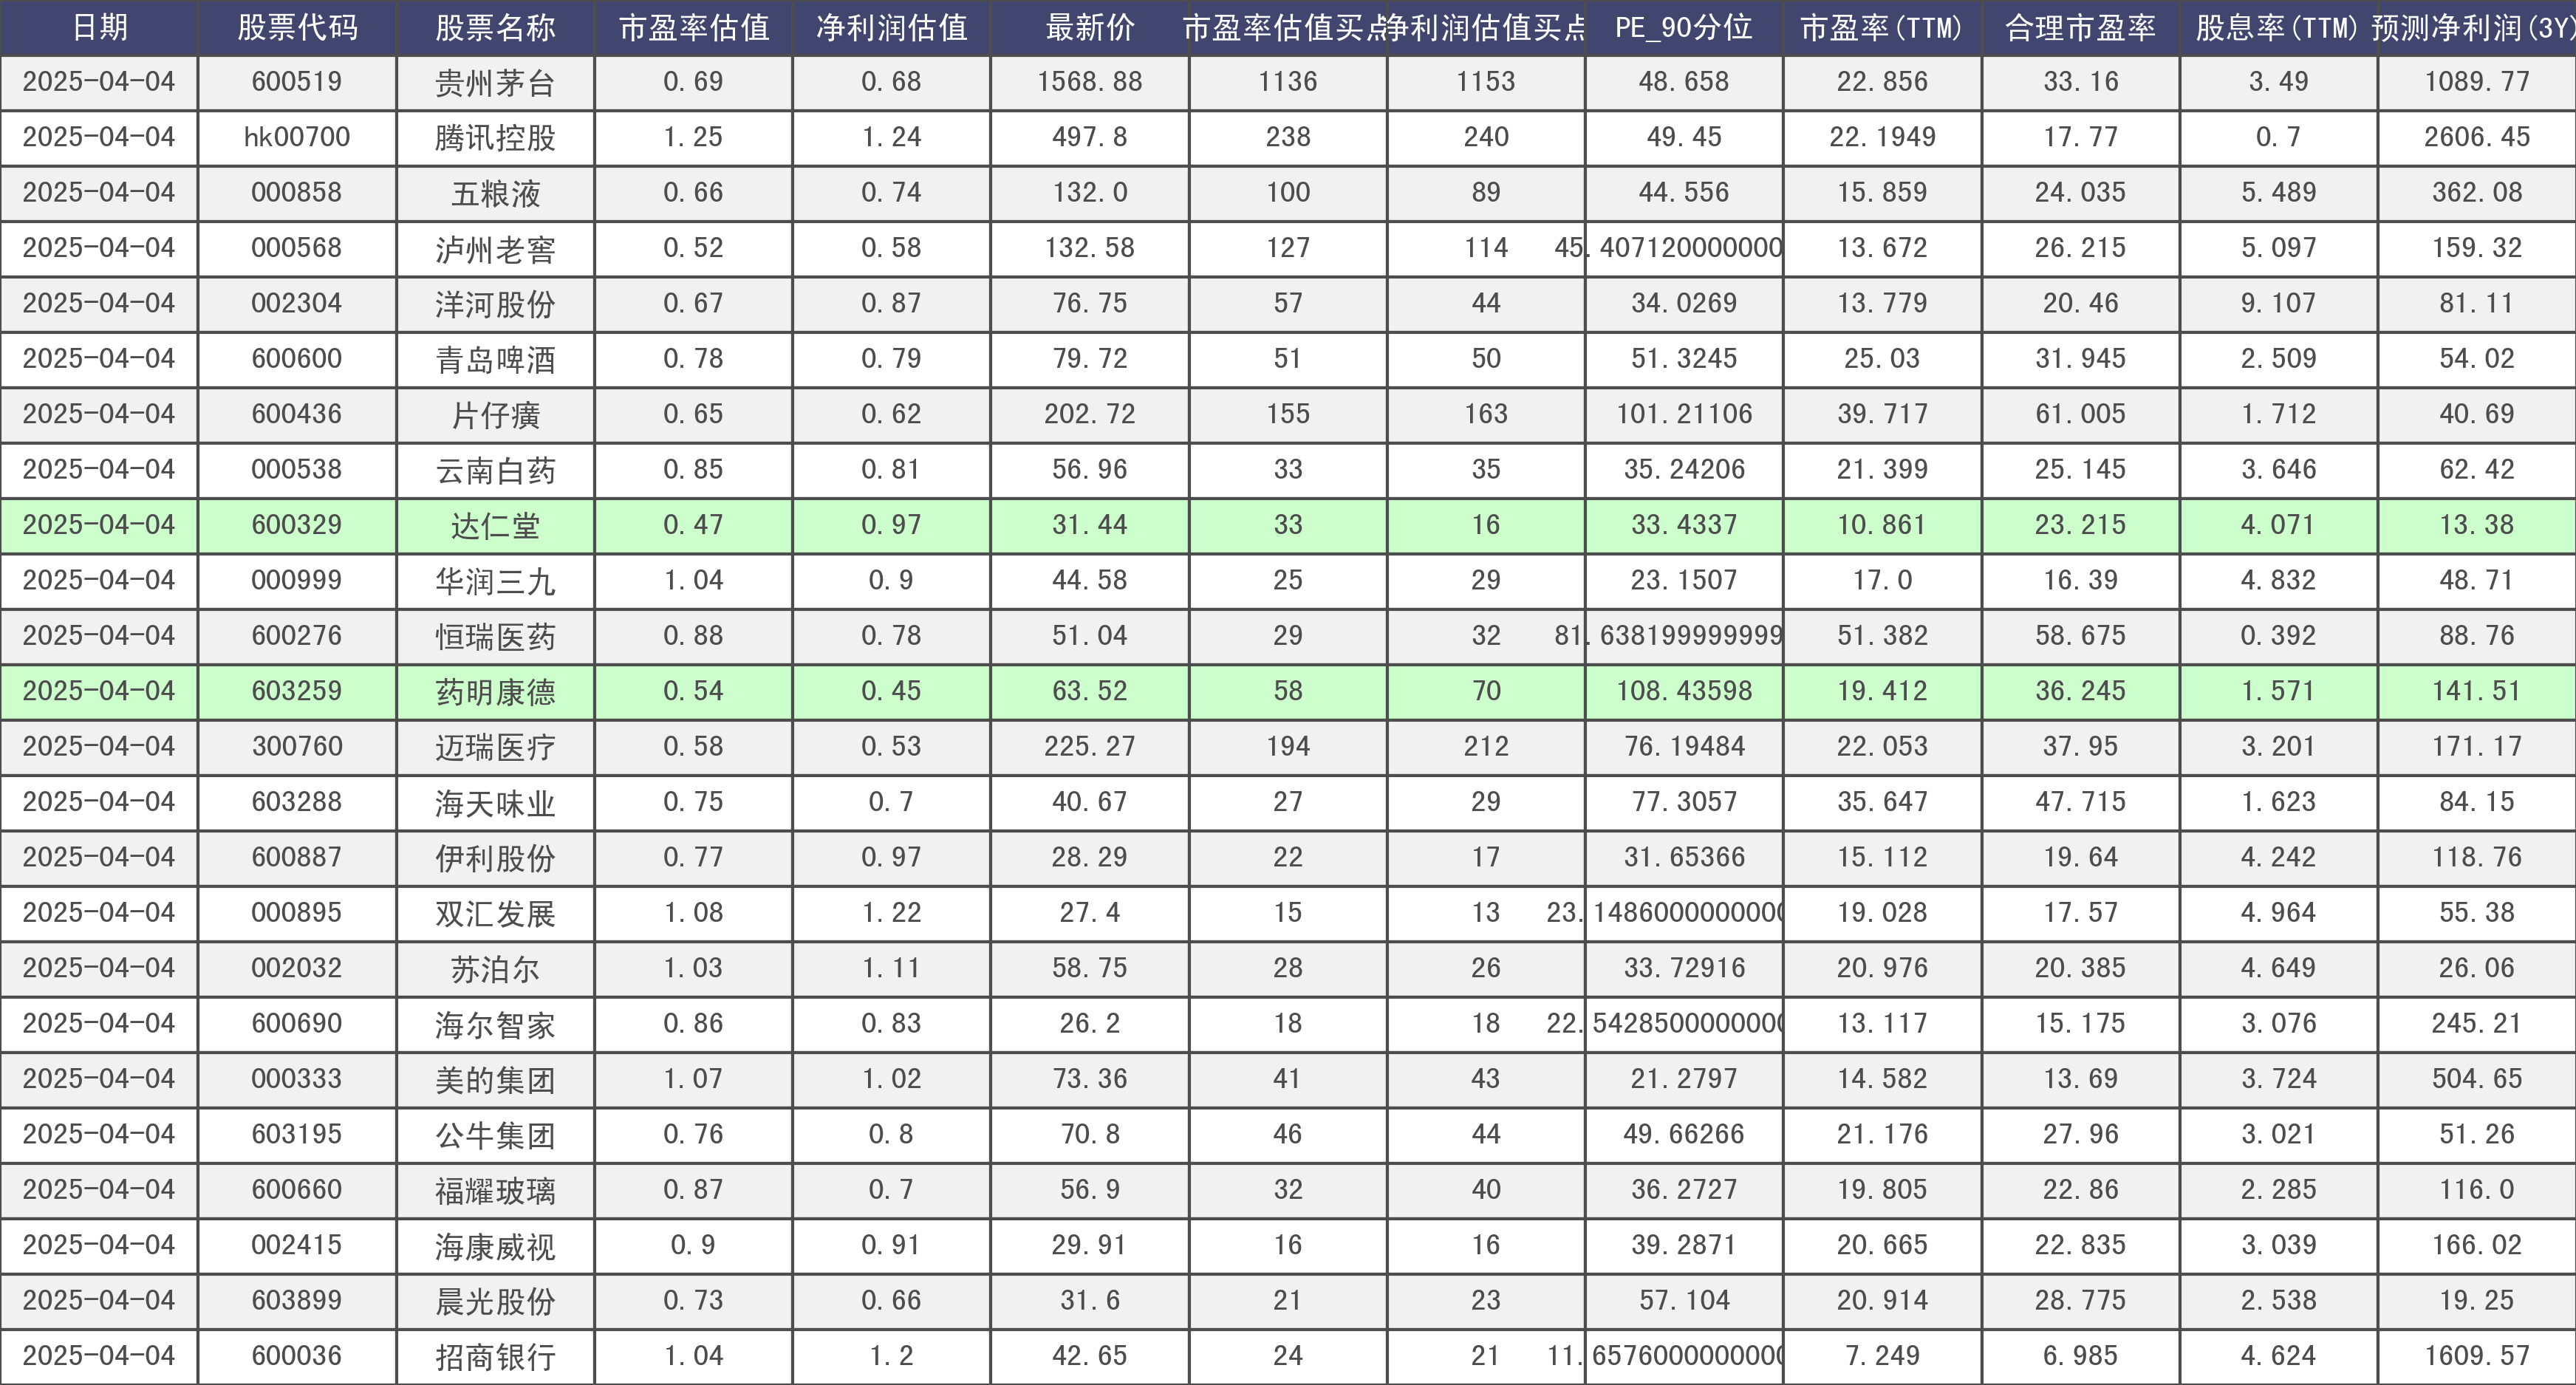 日期 股票代码 股票名称 市盈率估值 净利润估值 最新价 市盈率估值买点 净利润估值买点 PE_90分位 市盈率(TTM) 合理市盈率 股息率(TTM) 预测净利润(3Y)
2025-04-04 600519 贵州茅台 0.69 0.68 1568.88 1136 1153 48.658 22.856 33.16 3.49 1089.77
2025-04-04 hk00700 腾讯控股 1.25 1.24 497.8 238 240 49.45 22.1949 17.77 0.7 2606.45
2025-04-04 000858 五粮液 0.66 0.74 132.0 100 89 44.556 15.859 24.035 5.489 362.08
2025-04-04 000568 泸州老窖 0.52 0.58 132.58 127 114 45.407120000000 13.672 26.215 5.097 159.32
2025-04-04 002304 洋河股份 0.67 0.87 76.75 57 44 34.0269 13.779 20.46 9.107 81.11
2025-04-04 600600 青岛啤酒 0.78 0.79 79.72 51 50 51.3245 25.03 31.945 2.509 54.02
2025-04-04 600436 片仔癀 0.65 0.62 202.72 155 163 101.21106 39.717 61.005 1.712 40.69
2025-04-04 000538 云南白药 0.85 0.81 56.96 33 35 35.24206 21.399 25.145 3.646 62.42
2025-04-04 600329 达仁堂 0.47 0.97 31.44 33 16 33.4337 10.861 23.215 4.071 13.38
2025-04-04 000999 华润三九 1.04 0.9 44.58 25 29 23.1507 17.0 16.39 4.832 48.71
2025-04-04 600276 恒瑞医药 0.88 0.78 51.04 29 32 81.638199999999 51.382 58.675 0.392 88.76
2025-04-04 603259 药明康德 0.54 0.45 63.52 58 70 108.43598 19.412 36.245 1.571 141.51
2025-04-04 300760 迈瑞医疗 0.58 0.53 225.27 194 212 76.19484 22.053 37.95 3.201 171.17
2025-04-04 603288 海天味业 0.75 0.7 40.67 27 29 77.3057 35.647 47.715 1.623 84.15
2025-04-04 600887 伊利股份 0.77 0.97 28.29 22 17 31.65366 15.112 19.64 4.242 118.76
2025-04-04 000895 双汇发展 1.08 1.22 27.4 15 13 23.1486000000000 19.028 17.57 4.964 55.38
2025-04-04 002032 苏泊尔 1.03 1.11 58.75 28 26 33.72916 20.976 20.385 4.649 26.06
2025-04-04 600690 海尔智家 0.86 0.83 26.2 18 18 22.5428500000000 13.117 15.175 3.076 245.21
2025-04-04 000333 美的集团 1.07 1.02 73.36 41 43 21.2797 14.582 13.69 3.724 504.65
2025-04-04 603195 公牛集团 0.76 0.8 70.8 46 44 49.66266 21.176 27.96 3.021 51.26
2025-04-04 600660 福耀玻璃 0.87 0.7 56.9 32 40 36.2727 19.805 22.86 2.285 116.0
2025-04-04 002415 海康威视 0.9 0.91 29.91 16 16 39.2871 20.665 22.835 3.039 166.02
2025-04-04 603899 晨光股份 0.73 0.66 31.6 21 23 57.104 20.914 28.775 2.538 19.25
2025-04-04 600036 招商银行 1.04 1.2 42.65 24 21 11.6576000000000 7.249 6.985 4.624 1609.57